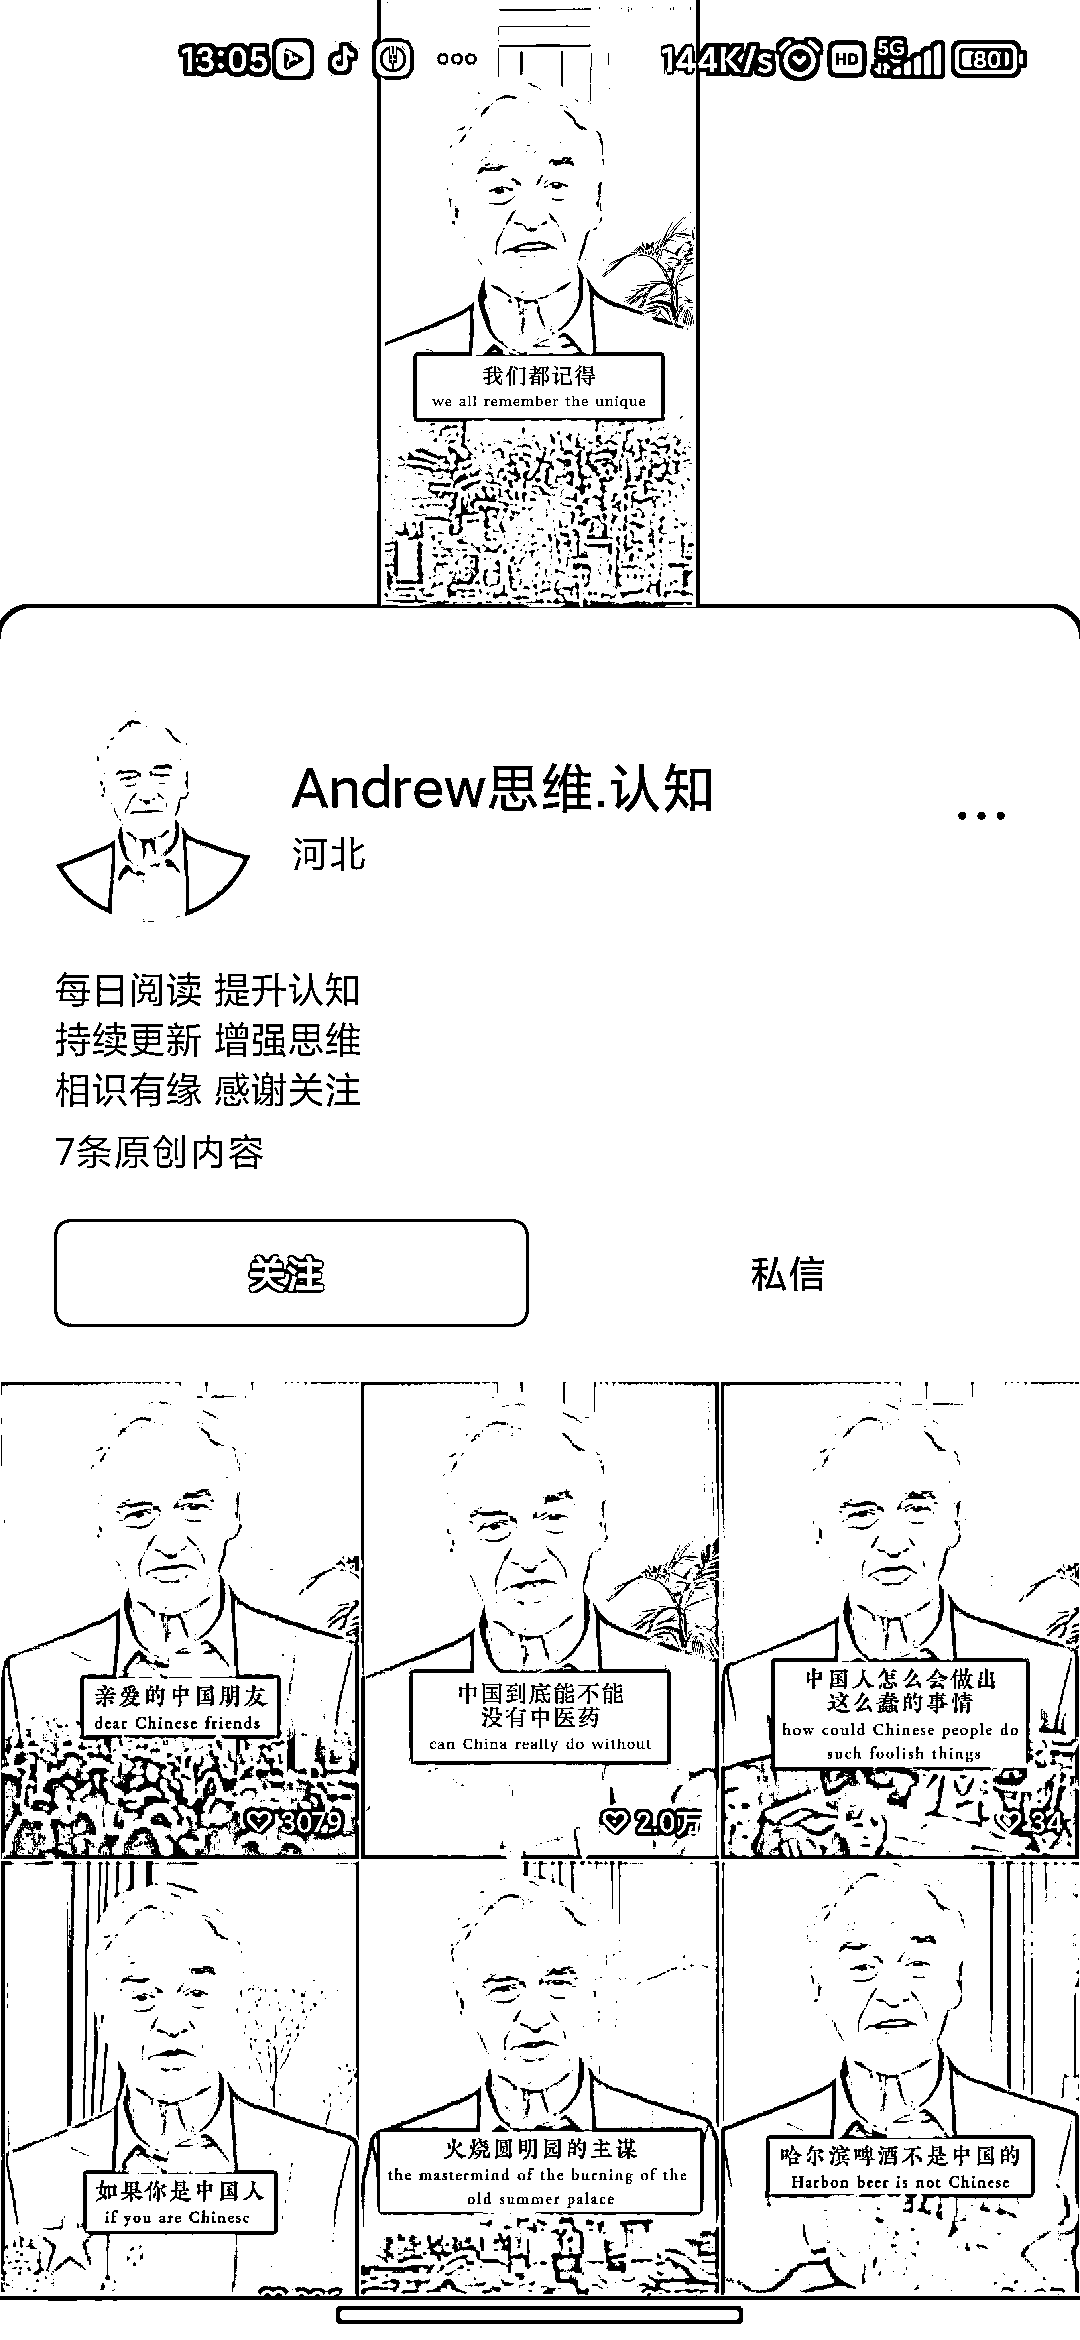 13:05
144K/s
HD
5G
80
我们都记得
we all remember the unique
Andrew思维.认知
河北
每日阅读 提升认知
持续更新 增强思维
相识有缘 感谢关注
7条原创内容
关注
私信
亲爱的中国朋友
dear Chinese friends
3079
中国到底能不能
没有中医药
can China really do without
2.0万
中国人怎么会做出
这么蠢的事情
how could Chinese people do
such foolish things
34
如果你是中国人
if you are Chinese
火烧圆明园的主谋
the mastermind of the burning of the
old summer palace
哈尔滨啤酒不是中国的
Harbon beer is not Chinese